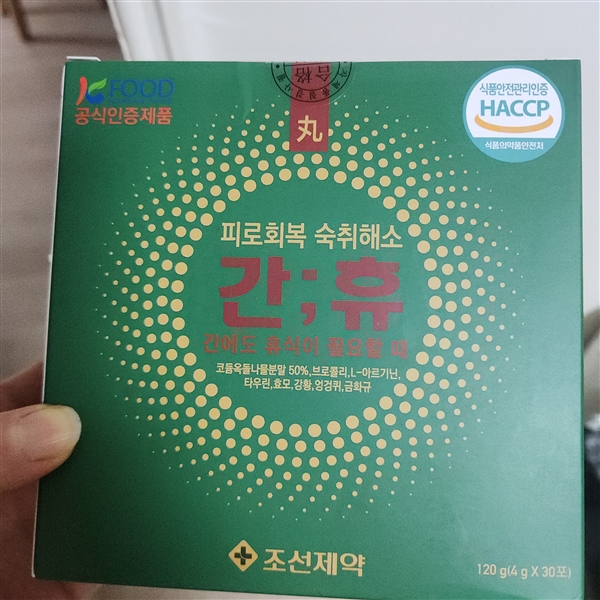 FOOD
공식인증제품
合格
식품안전관리인증
HACCP
식품의약품안전처
丸
피로회복 숙취해소
간;휴
간에도 휴식이 필요할 때
코듐옥돌나물분말 50%,브로콜리,L-아르기닌,
타우린,효모,강황,엉겅퀴,금화규
조선제약
120 g(4 g X 30포)